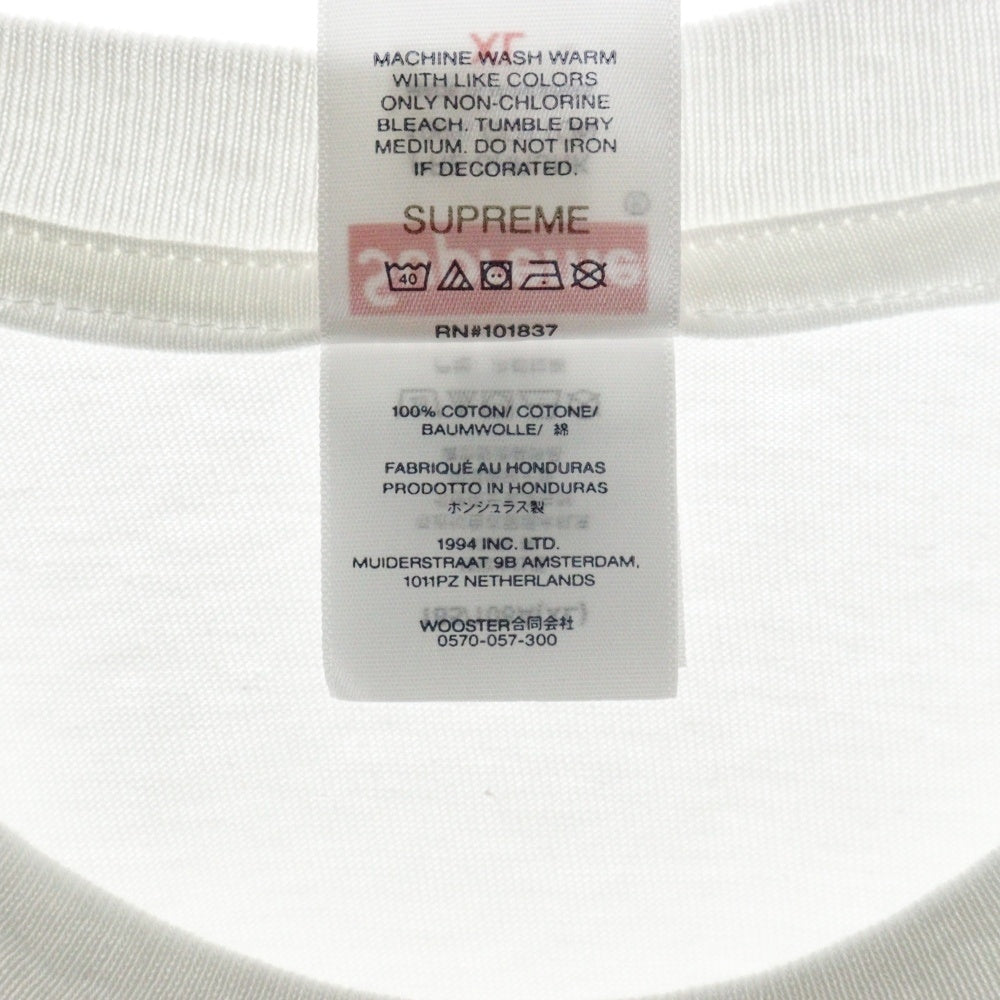 XL
MACHINE WASH WARM
WITH LIKE COLORS
ONLY NON-CHLORINE
BLEACH. TUMBLE DRY
MEDIUM. DO NOT IRON
IF DECORATED.
SUPREME
Supreme
40
RN#101837
100% COTON/ COTONE/
BAUMWOLLE/ 綿
FABRIQUÉ AU HONDURAS
PRODOTTO IN HONDURAS
ホンジュラス製
1994 INC. LTD.
MUIDERSTRAAT 9B AMSTERDAM,
1011PZ NETHERLANDS
WOOSTER合同会社
0570-057-300